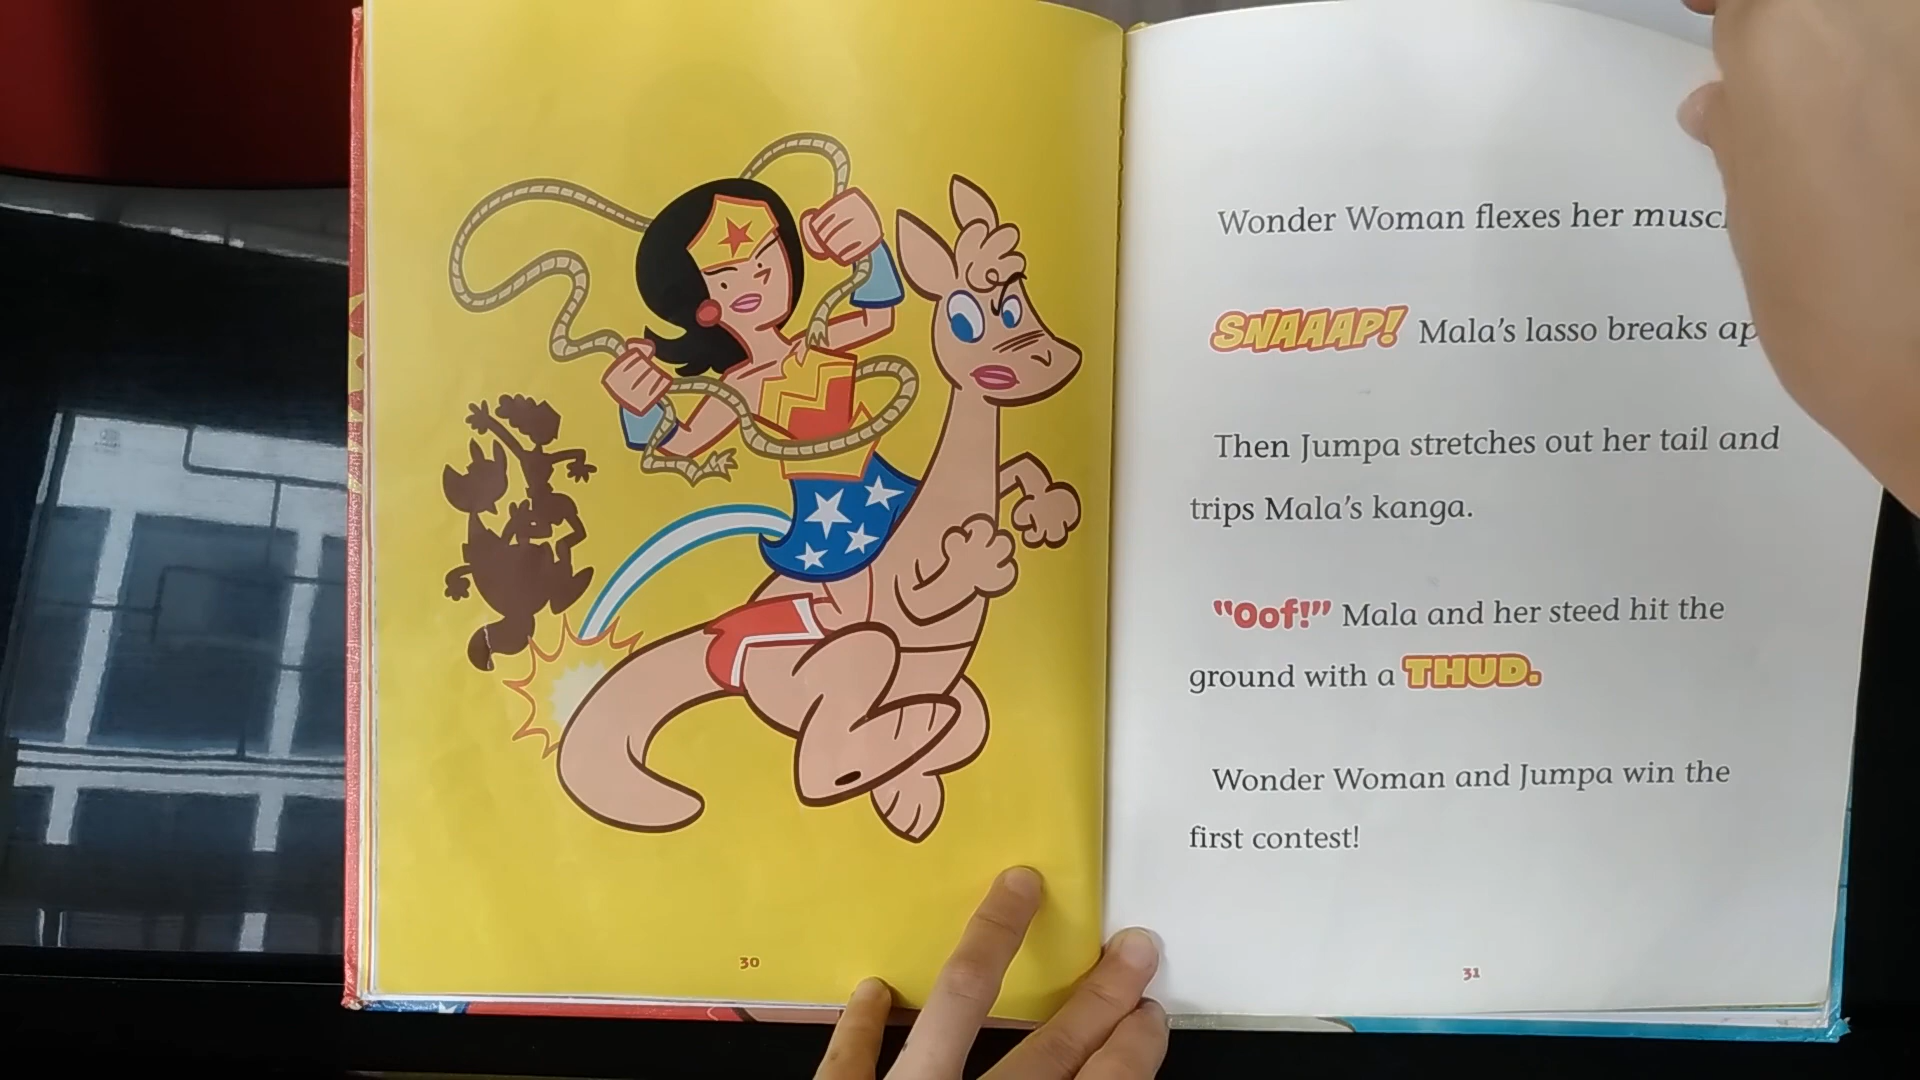 Wonder Woman flexes her
SNAAAP! Mala's lasso breaks
Then Jumpa stretches out her tail and
trips Mala's kanga.
“Oof!” Mala and her steed hit the
ground with a THUD.
Wonder Woman and Jumpa win the
first contest!
30
31